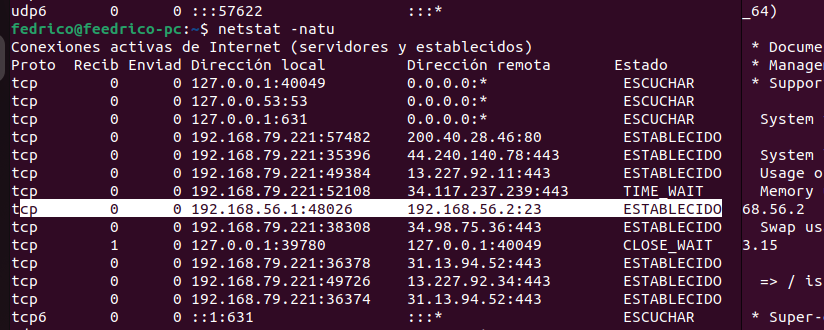 udp6       0      0 :::57622                :::*
fedrico@feedrico-pc:~$ netstat -natu
Conexiones activas de Internet (servidores y establecidos)
Proto  Recib Enviad Dirección local         Dirección remota       Estado
tcp        0      0 127.0.0.1:40049         0.0.0.0:*               ESCUCHAR
tcp        0      0 127.0.0.53:53           0.0.0.0:*               ESCUCHAR
tcp        0      0 127.0.0.1:631           0.0.0.0:*               ESCUCHAR
tcp        0      0 192.168.79.221:57482    200.40.28.46:80         ESTABLECIDO
tcp        0      0 192.168.79.221:35396    44.240.140.78:443       ESTABLECIDO
tcp        0      0 192.168.79.221:49384    13.227.92.11:443        ESTABLECIDO
tcp        0      0 192.168.79.221:52108    34.117.237.239:443      TIME_WAIT
tcp        0      0 192.168.56.1:48026      192.168.56.2:23         ESTABLECIDO
tcp        0      0 192.168.79.221:38308    34.98.75.36:443         ESTABLECIDO
tcp        1      0 127.0.0.1:39780         127.0.0.1:40049         CLOSE_WAIT
tcp        0      0 192.168.79.221:36378    31.13.94.52:443         ESTABLECIDO
tcp        0      0 192.168.79.221:49726    13.227.92.34:443        ESTABLECIDO
tcp        0      0 192.168.79.221:36374    31.13.94.52:443         ESTABLECIDO
tcp6       0      0 ::1:631                 :::*                    ESCUCHAR
_64)
* Docume
* Manage
* Suppor
System
System
Usage o
Memory
68.56.2
Swap us
3.15
=> / is
* Super-